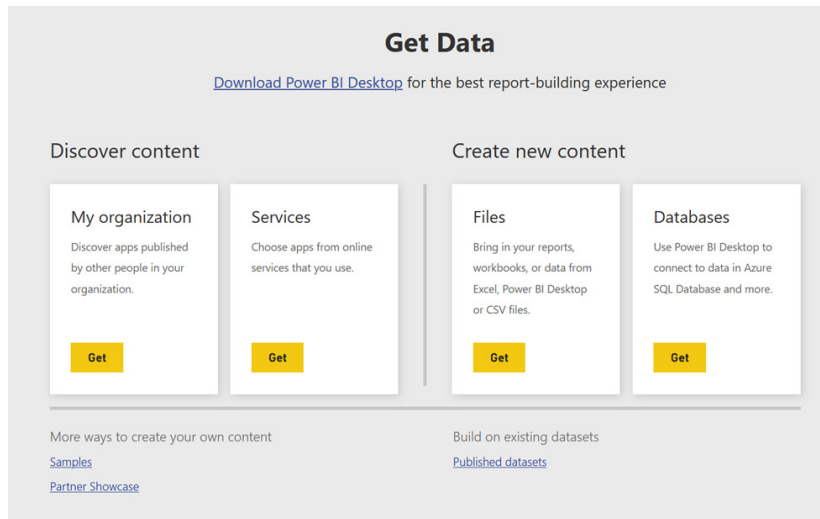 Get Data
Download Power BI Desktop for the best report-building experience
Discover content
My organization
Discover apps published
by other people in your
organization.
Get
Services
Choose apps from online
services that you use.
Get
Create new content
Files
Bring in your reports,
workbooks, or data from
Excel, Power BI Desktop
or CSV files.
Get
Databases
Use Power BI Desktop to
connect to data in Azure
SQL Database and more.
Get
More ways to create your own content
Samples
Partner Showcase
Build on existing datasets
Published datasets